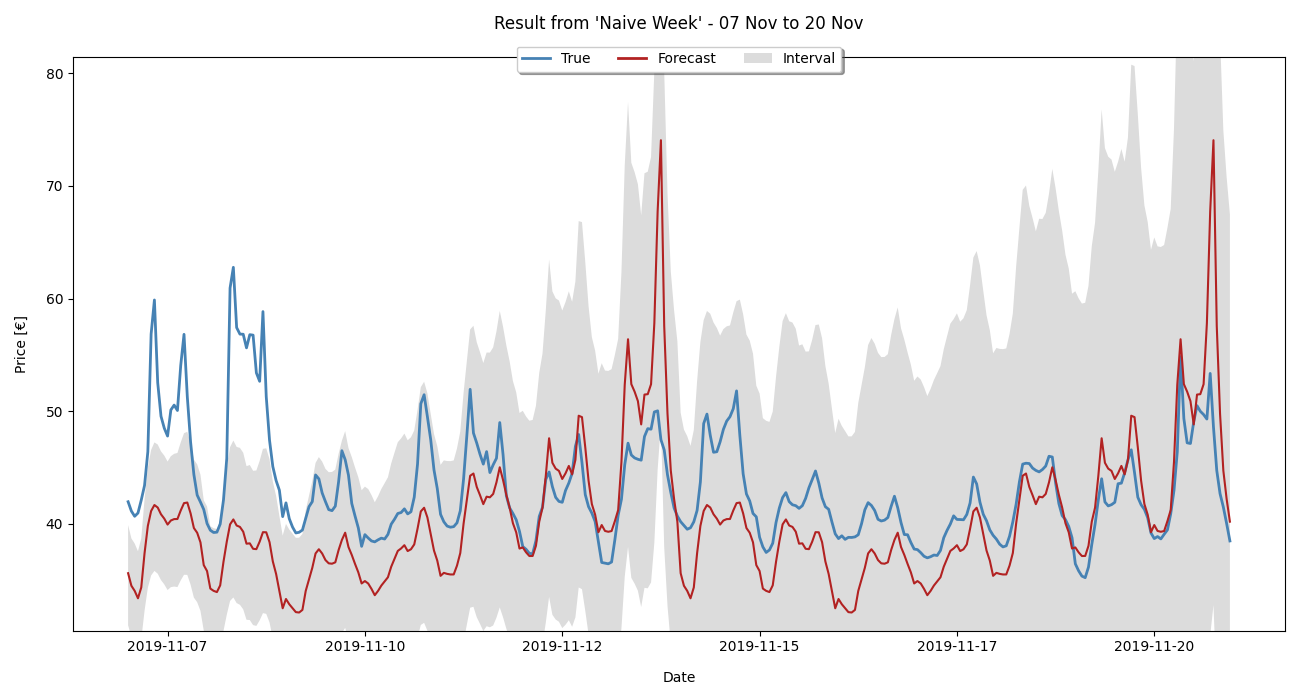 Result from 'Naive Week' - 07 Nov to 20 Nov
True Forecast Interval
Price [€]
80
70
60
50
40
2019-11-07 2019-11-10 2019-11-12 2019-11-15 2019-11-17 2019-11-20
Date